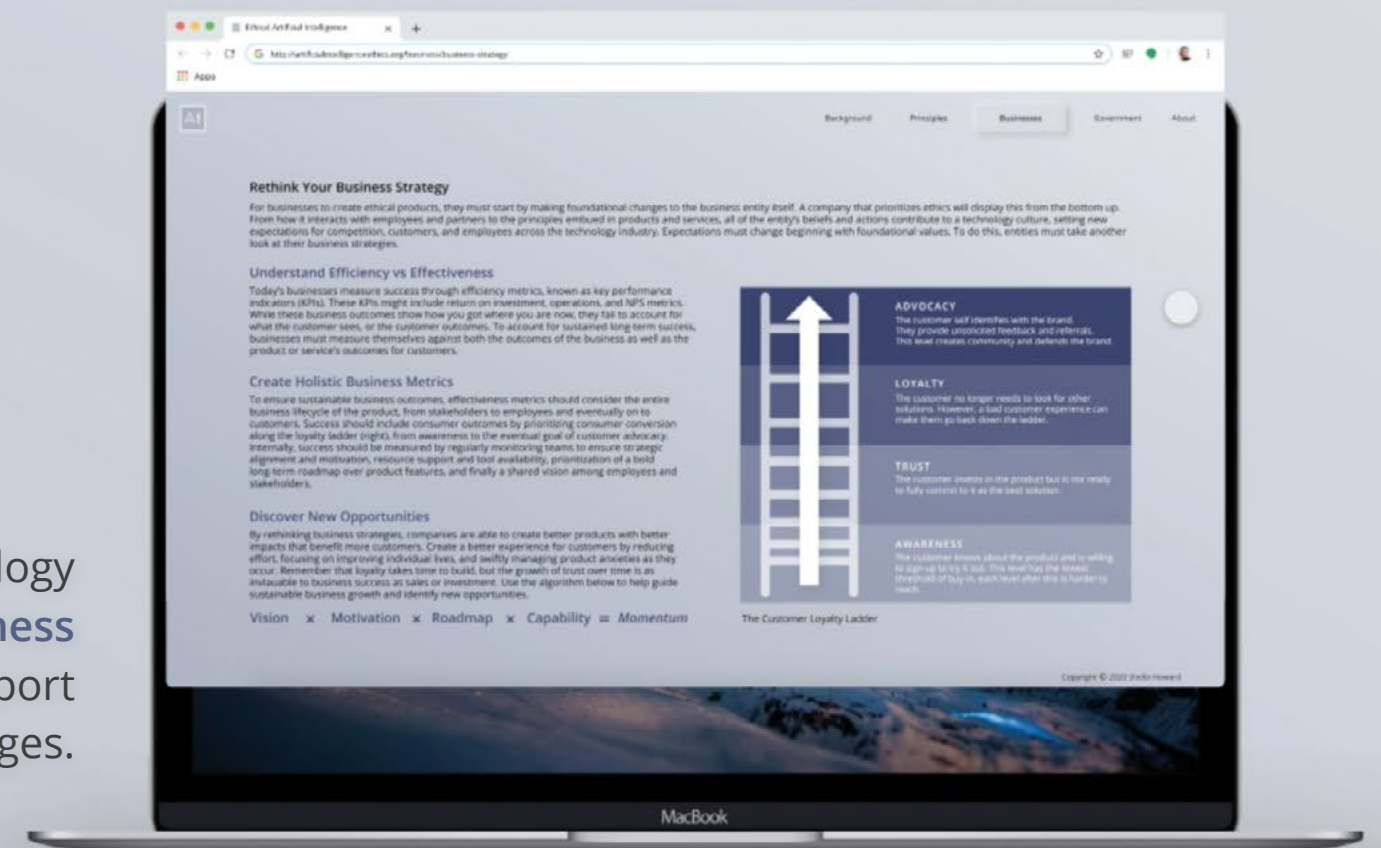 Ethical Artificial Intelligence
http://artificialintelligenceethics.org/business/business-strategy
Apps
AI
Background Principles Businesses Government About
Rethink Your Business Strategy
For businesses to create ethical products, they must start by making foundational changes to the business entity itself. A company that prioritizes ethics will display this from the bottom up.
From how it interacts with employees and partners to the principles embued in products and services, all of the entity's beliefs and actions contribute to a technology culture, setting new
expectations for competition, customers, and employees across the technology industry. Expectations must change beginning with foundational values. To do this, entities must take another
look at their business strategies.
Understand Efficiency vs Effectiveness
Today's businesses measure success through efficiency metrics, known as key performance
indicators (KPIs). These KPIs might include return on investment, operations, and NPS metrics.
While these business outcomes show how you got where you are now, they fail to account for
what the customer sees, or the customer outcomes. To account for sustained long-term success,
businesses must measure themselves against both the outcomes of the business as well as the
product or service's outcomes for customers.
Create Holistic Business Metrics
To ensure sustainable business outcomes, effectiveness metrics should consider the entire
business lifecycle of the product, from stakeholders to employees and eventually on to
customers. Success should include consumer outcomes by prioritizing consumer conversion
along the loyalty ladder (right), from awareness to the eventual goal of customer advocacy.
Internally, success should be measured by regularly monitoring teams to ensure strategic
alignment and motivation, resource support and tool availability, prioritization of a bold
long-term roadmap over product features, and finally a shared vision among employees and
stakeholders.
Discover New Opportunities
By rethinking business strategies, companies are able to create better products with better
impacts that benefit more customers. Create a better experience for customers by reducing
effort, focusing on improving individual lives, and swiftly managing product anxieties as they
occur. Remember that loyalty takes time to build, but the growth of trust over time is as
invaluable to business success as sales or investment. Use the algorithm below to help guide
sustainable business growth and identify new opportunities.
Vision × Motivation × Roadmap × Capability = Momentum
ADVOCACY
The customer self identifies with the brand.
They provide unsolicited feedback and referrals.
This level creates community and defends the brand.
LOYALTY
The customer no longer needs to look for other
solutions. However, a bad customer experience can
make them go back down the ladder.
TRUST
The customer invests in the product but is not ready
to fully commit to it as the best solution.
AWARENESS
The customer knows about the product and is willing
to sign-up to try it out. This level has the lowest
threshold of buy-in, each level after this is harder to
reach.
The Customer Loyalty Ladder
Copyright © 2020 Howard
MacBook
logy
ness
port
ges.